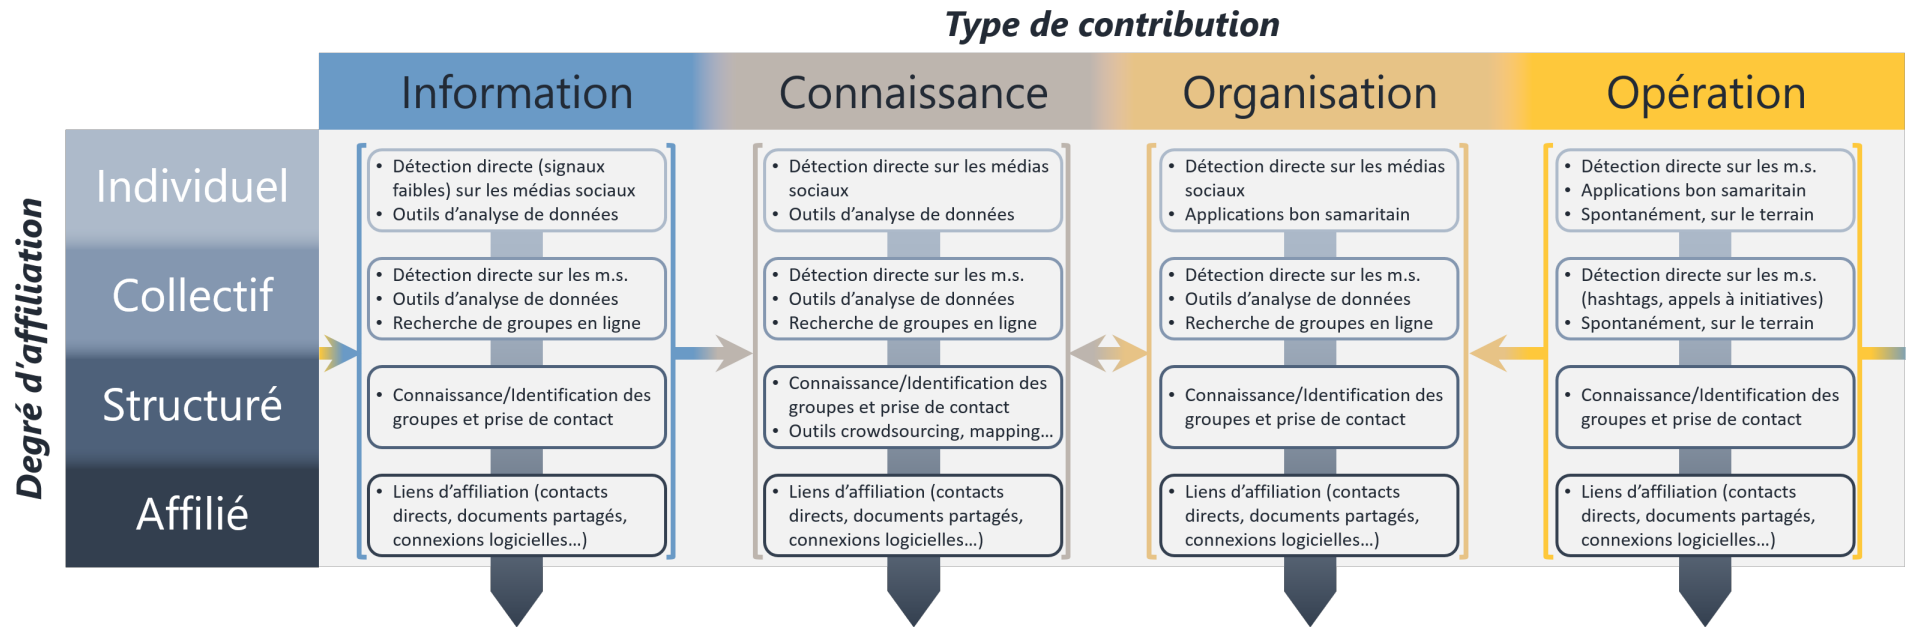 Type de contribution
Information
Connaissance
Organisation
Opération
Degré d'affiliation
Individuel
• Détection directe (signaux
faibles) sur les médias sociaux
• Outils d'analyse de données
• Détection directe sur les médias
sociaux
• Outils d'analyse de données
• Détection directe sur les médias
sociaux
• Applications bon samaritain
• Détection directe sur les m.s.
• Applications bon samaritain
• Spontanément, sur le terrain
Collectif
• Détection directe sur les m.s.
• Outils d'analyse de données
• Recherche de groupes en ligne
• Détection directe sur les m.s.
• Outils d'analyse de données
• Recherche de groupes en ligne
• Détection directe sur les m.s.
• Outils d'analyse de données
• Recherche de groupes en ligne
• Détection directe sur les m.s.
(hashtags, appels à initiatives)
• Spontanément, sur le terrain
Structuré
• Connaissance/Identification des
groupes et prise de contact
• Connaissance/Identification des
groupes et prise de contact
• Outils crowdsourcing, mapping...
• Connaissance/Identification des
groupes et prise de contact
• Connaissance/Identification des
groupes et prise de contact
Affilié
• Liens d'affiliation (contacts
directs, documents partagés,
connexions logicielles...)
• Liens d'affiliation (contacts
directs, documents partagés,
connexions logicielles...)
• Liens d'affiliation (contacts
directs, documents partagés,
connexions logicielles...)
• Liens d'affiliation (contacts
directs, documents partagés,
connexions logicielles...)